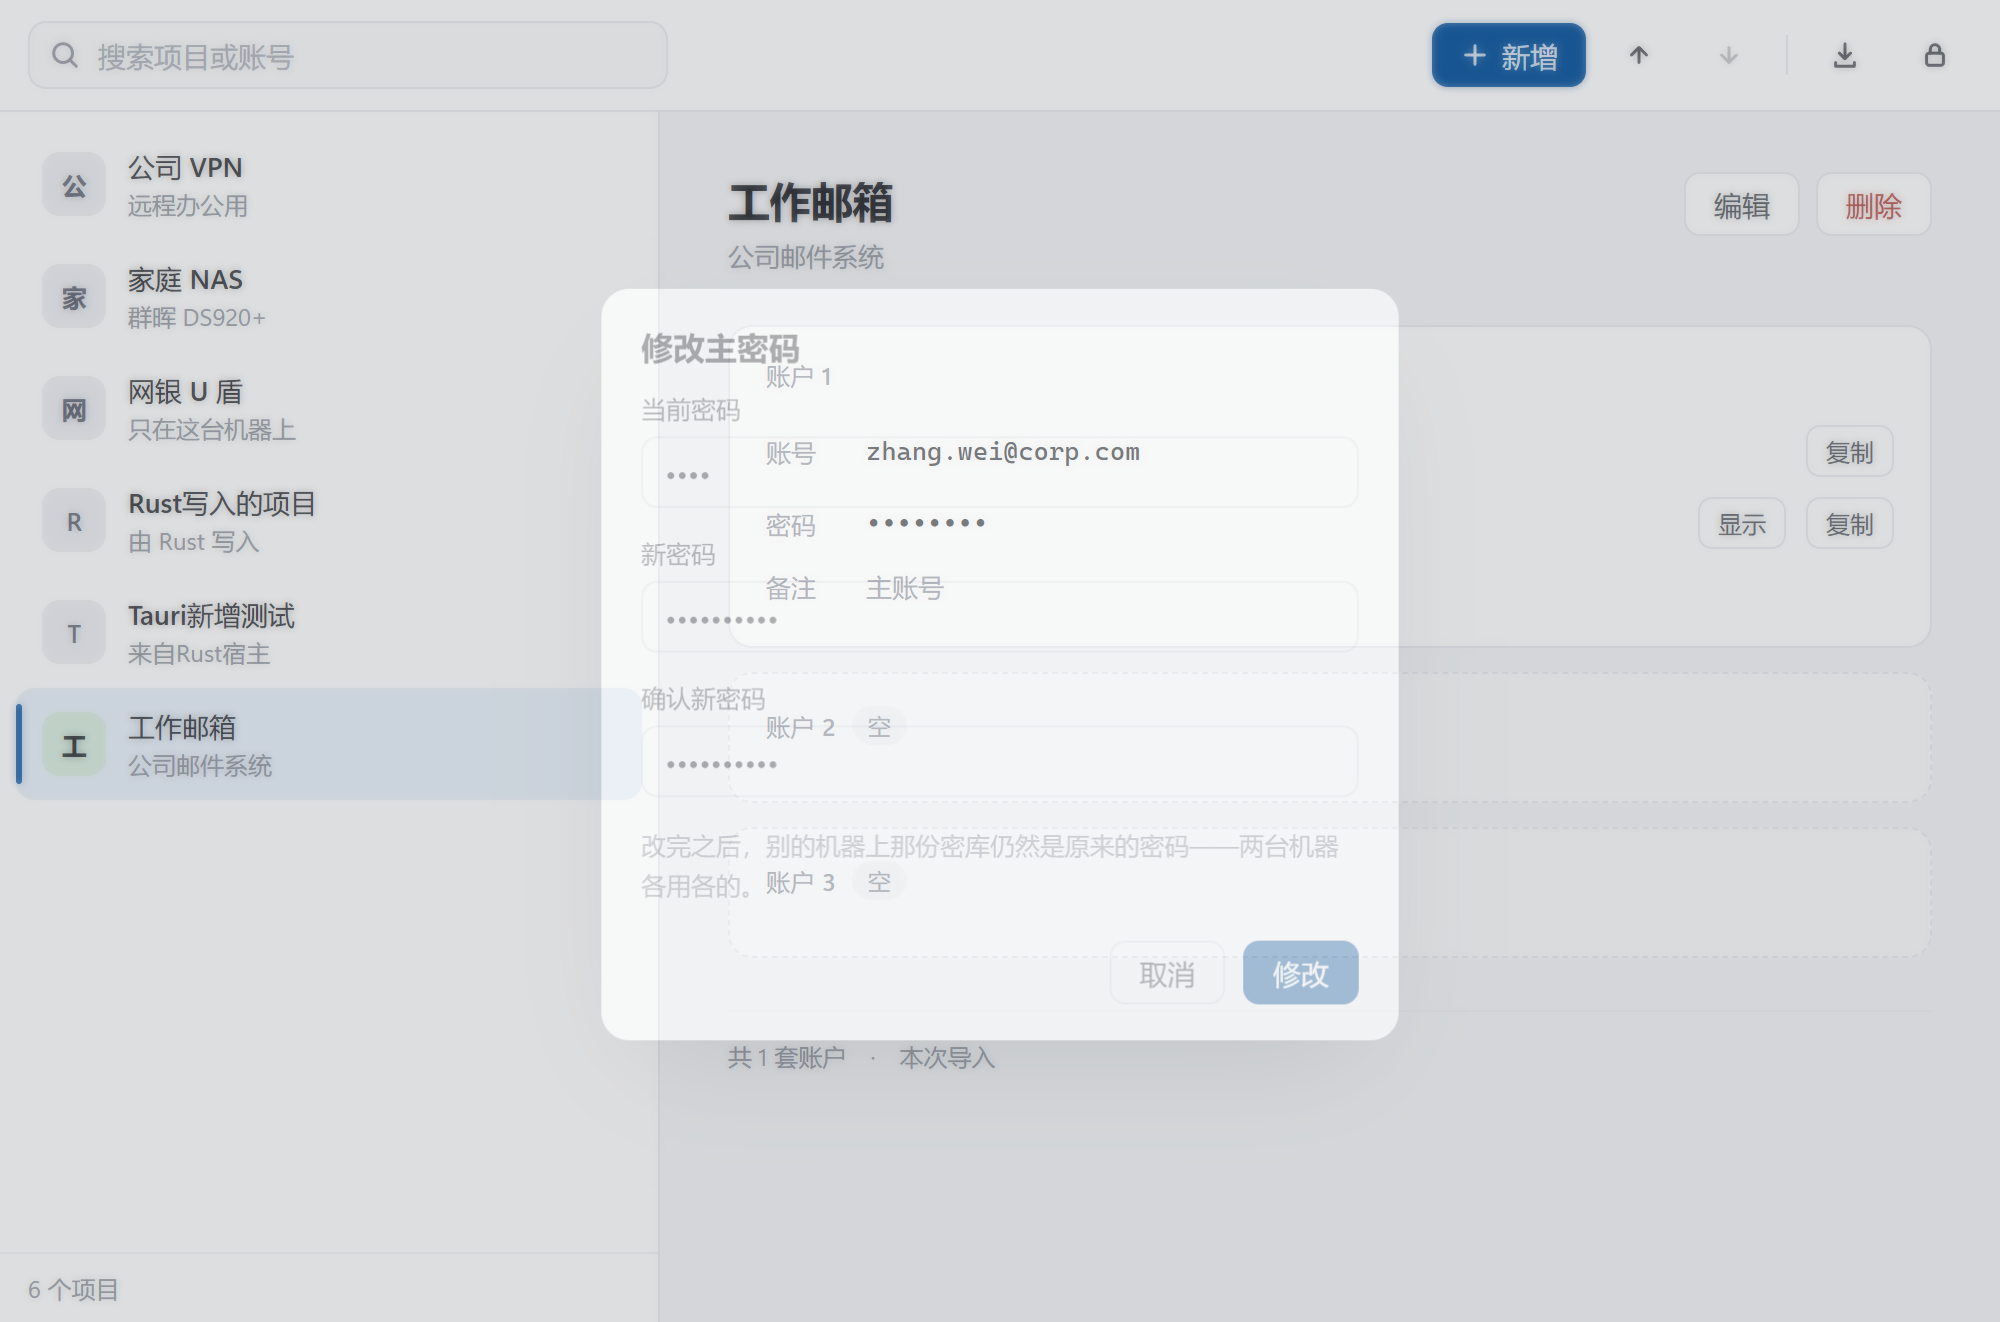 搜索项目或账号
新增
公
公司 VPN
远程办公用
家
家庭 NAS
群晖 DS920+
网
网银 U 盾
只在这台机器上
R
Rust写入的项目
由 Rust 写入
T
Tauri新增测试
来自Rust宿主
工
工作邮箱
公司邮件系统
6 个项目
工作邮箱
公司邮件系统
编辑
删除
账户 1
账号
zhang.wei@corp.com
复制
密码
••••••••
显示
复制
备注
主账号
账户 2
空
账户 3
空
共 1 套账户 · 本次导入
修改主密码
当前密码
••••
新密码
••••••••••
确认新密码
••••••••••
改完之后，别的机器上那份密库仍然是原来的密码——两台机器
各用各的。
取消
修改